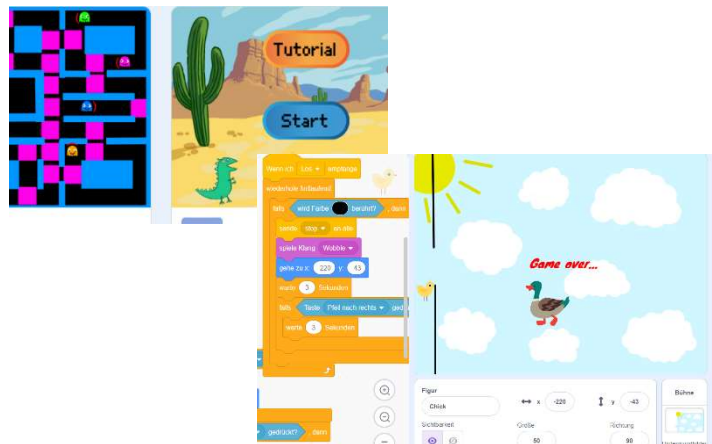 Tutorial
Start
Wenn ich Los empfange
wiederhole fortlaufend
falls wird Farbe berührt? , dann
sende stop an alle
spiele Klang Wobble
gehe zu x: 220 y: 43
warte 3 Sekunden
falls Taste Pfeil nach rechts
warte 3 Sekunden
gedrückt? dann
Game over...
Figur
Chick
x -220 y -43
Sichtbarkeit Größe Richtung
50 90
Bühne